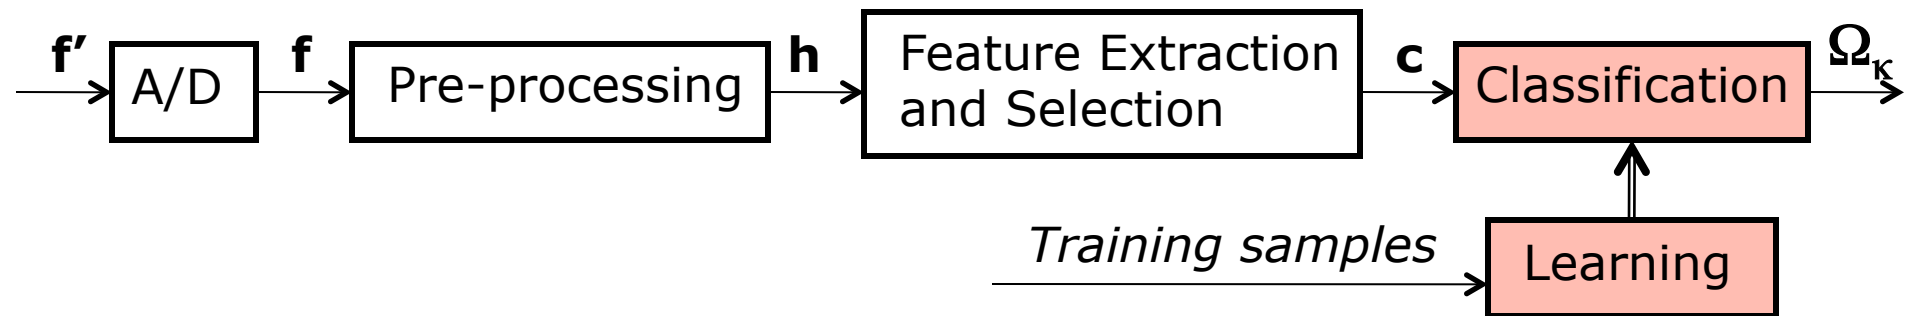 f′
A/D
f
Pre-processing
h
Feature Extraction
and Selection
c
Classification
Ωκ
Training samples
Learning